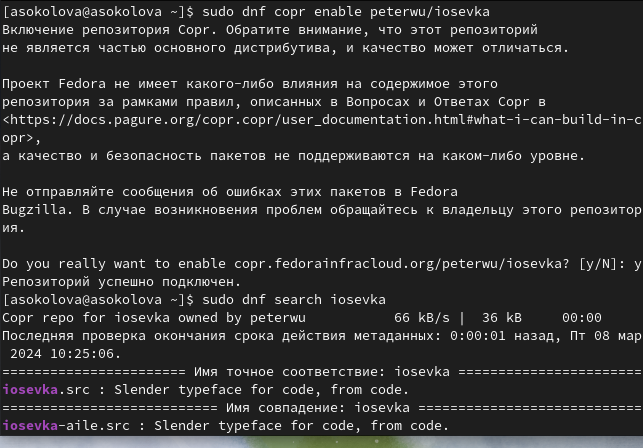 [asokolova@asokolova ~]$ sudo dnf copr enable peterwu/iosevka
Включение репозитория Copr. Обратите внимание, что этот репозиторий
не является частью основного дистрибутива, и качество может отличаться.
Проект Fedora не имеет какого-либо влияния на содержимое этого
репозитория за рамками правил, описанных в Вопросах и Ответах Copr в
<https://docs.pagure.org/copr.copr/user_documentation.html#what-i-can-build-in-c
opr>,
а качество и безопасность пакетов не поддерживаются на каком-либо уровне.
Не отправляйте сообщения об ошибках этих пакетов в Fedora
Bugzilla. В случае возникновения проблем обращайтесь к владельцу этого репозитор
ия.
Do you really want to enable copr.fedorainfracloud.org/peterwu/iosevka? [y/N]: y
Репозиторий успешно подключен.
[asokolova@asokolova ~]$ sudo dnf search iosevka
Copr repo for iosevka owned by peterwu           66 kB/s |  36 kB     00:00
Последняя проверка окончания срока действия метаданных: 0:00:01 назад, Пт 08 мар
 2024 10:25:06.
======================= Имя точное соответствие: iosevka =======================
iosevka.src : Slender typeface for code, from code.
=========================== Имя совпадение: iosevka ============================
iosevka-aile.src : Slender typeface for code, from code.